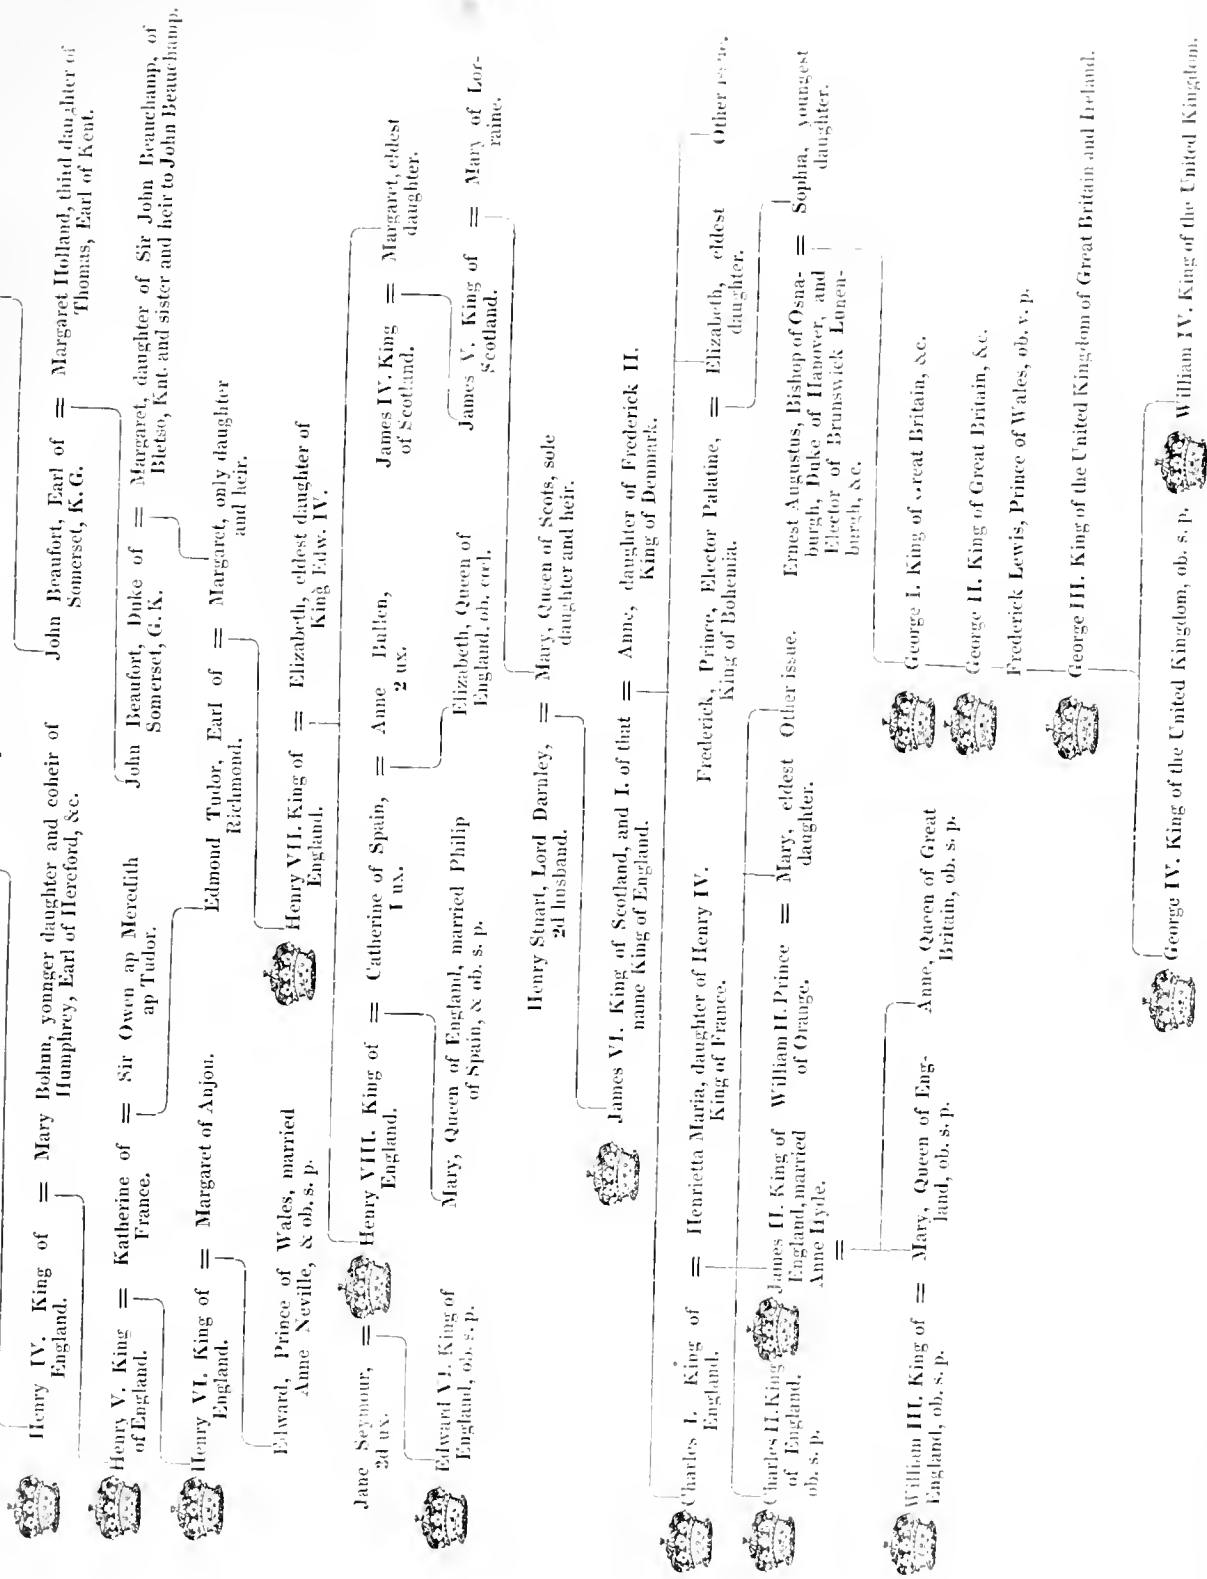 Henry IV. King of
England.
= Mary Bohun, younger daughter and coheir of
Humphrey, Earl of Hereford, &c.
John Beaufort, Earl of
Somerset, K. G.
= Margaret Holland, third daughter of
Thomas, Earl of Kent.
Henry V. King
of England.
= Katherine of
France.
= Sir Owen ap Meredith
ap Tudor.
John Beaufort, Duke of
Somerset, G. K.
= Margaret, daughter of Sir John Beauchamp, of
Bletso, Knt. and sister and heir to John Beauchamp.
Henry VI. King of
England.
= Margaret of Anjou.
Edmond Tudor, Earl of
Richmond.
= Margaret, only daughter
and heir.
Edward, Prince of Wales, married
Anne Neville, & ob. s. p.
Henry VII. King of
England.
= Elizabeth, eldest daughter of
King Edw. IV.
Jane Seymour,
2d ux.
= Henry VIII. King of
England.
= Catherine of Spain,
1 ux.
= Anne Bullen,
2 ux.
James IV. King
of Scotland.
= Margaret, eldest
daughter.
Edward VI. King of
England, ob. s. p.
Mary, Queen of England, married Philip
of Spain, & ob. s. p.
Elizabeth, Queen of
England, ob. cœl.
James V. King of
Scotland.
= Mary of Lor-
raine.
Henry Stuart, Lord Darnley,
2d husband.
= Mary, Queen of Scots, sole
daughter and heir.
James VI. King of Scotland, and I. of that
name King of England.
= Anne, daughter of Frederick II.
King of Denmark.
Charles I. King of
England.
= Henrietta Maria, daughter of Henry IV.
King of France.
Frederick, Prince, Elector Palatine,
King of Bohemia.
= Elizabeth, eldest
daughter.
Other issue.
Charles II. King
of England.
ob. s. p.
James II. King of
England, married
Anne Hyde.
=
William II. Prince
of Orange.
= Mary, eldest
daughter.
Other issue.
Ernest Augustus, Bishop of Osna-
burgh, Duke of Hanover, and
Elector of Brunswick Lunen-
burgh, &c.
= Sophia, youngest
daughter.
William III. King of
England, ob. s. p.
= Mary, Queen of Eng-
land, ob. s. p.
Anne, Queen of Great
Britain, ob. s. p.
George I. King of Great Britain, &c.
George II. King of Great Britain, &c.
Frederick Lewis, Prince of Wales, ob. v. p.
George III. King of the United Kingdom of Great Britain and Ireland.
George IV. King of the United Kingdom, ob. s. p.
William IV. King of the United Kingdom.